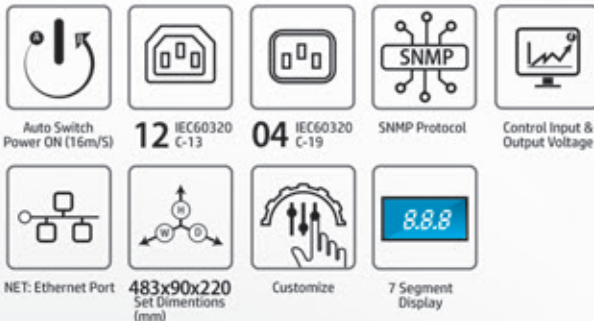 Auto Switch
Power ON (16m/S)
12 IEC60320
C-13
04 IEC60320
C-19
SNMP
SNMP Protocol
Control Input &
Output Voltage
NET: Ethernet Port
H
W D
483x90x220
Set Dimentions
(mm)
Customize
8.8.8
7 Segment
Display